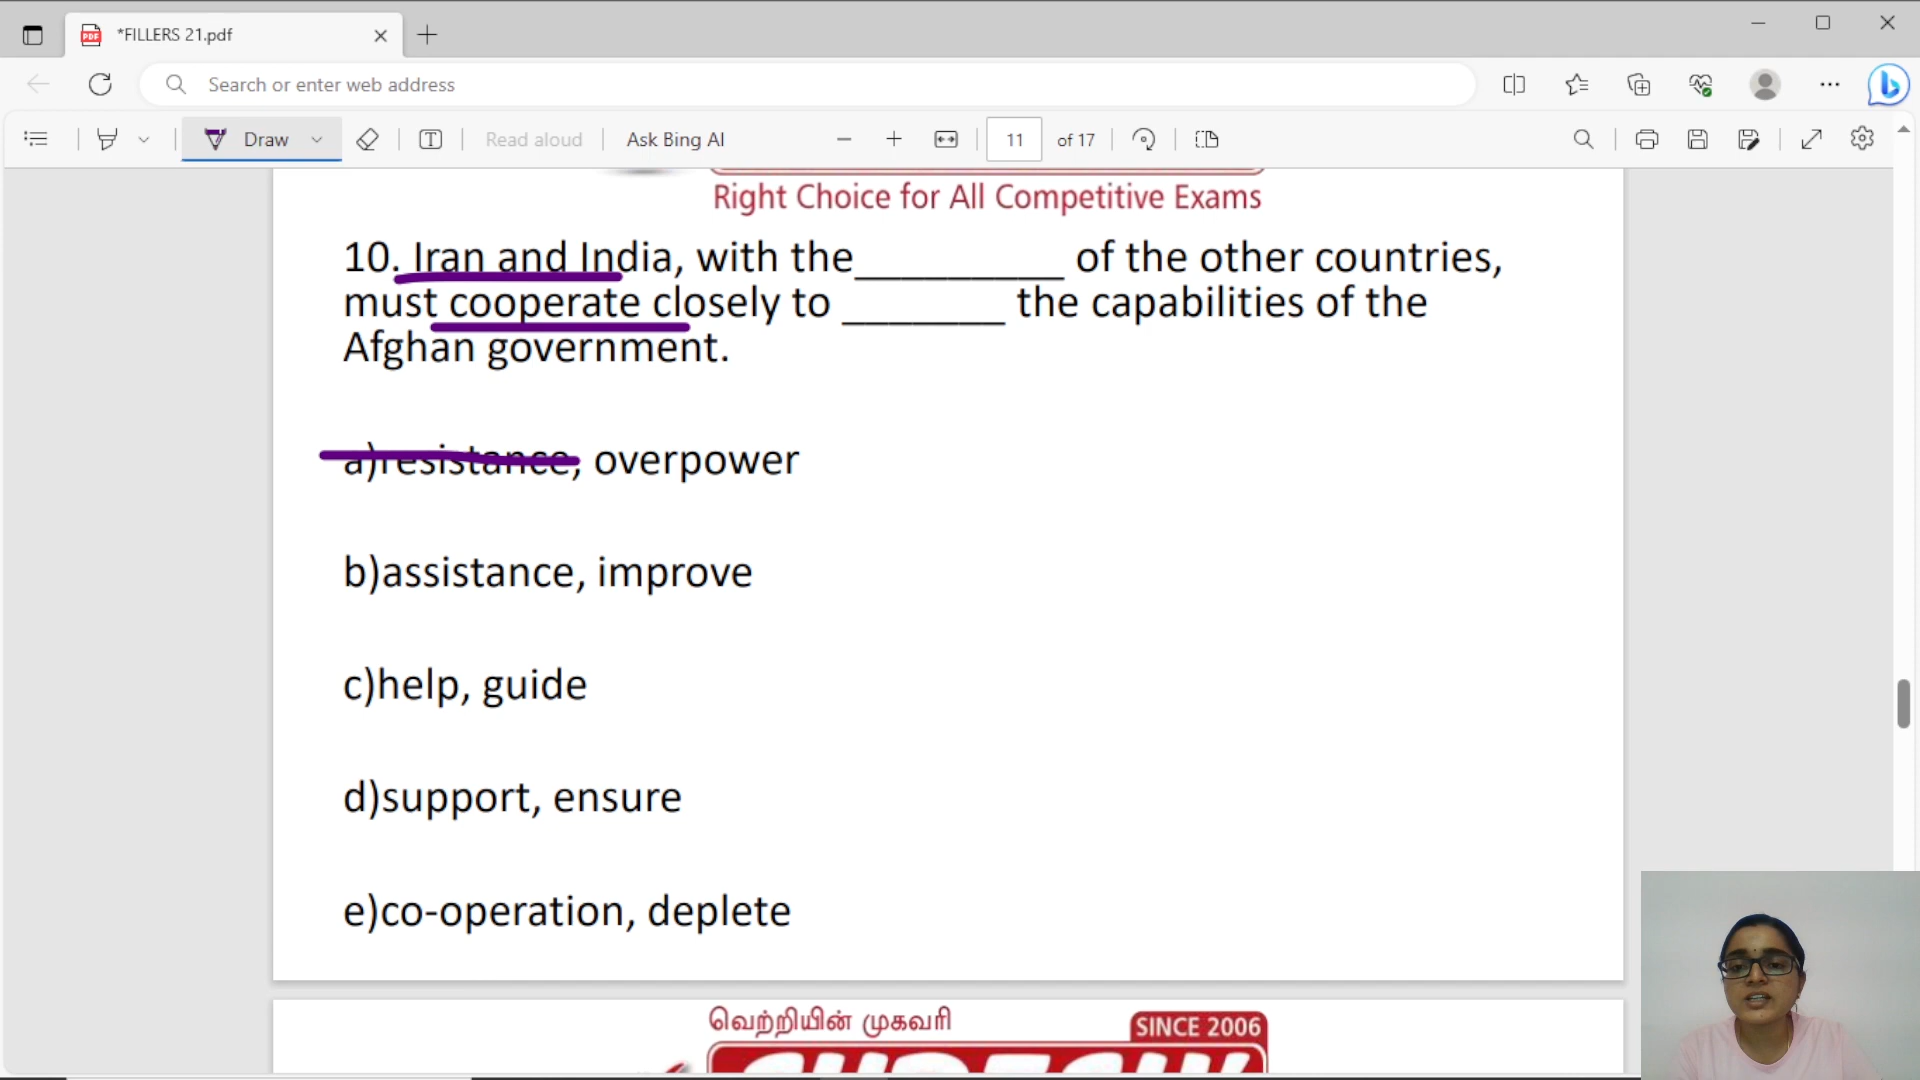 *FILLERS 21.pdf
Search or enter web address
Draw
Read aloud
Ask Bing AI
11 of 17
Right Choice for All Competitive Exams
10. Iran and India, with the_________ of the other countries,
must cooperate closely to _______ the capabilities of the
Afghan government.
a)resistance, overpower
b)assistance, improve
c)help, guide
d)support, ensure
e)co-operation, deplete
வெற்றியின் முகவரி
SINCE 2006